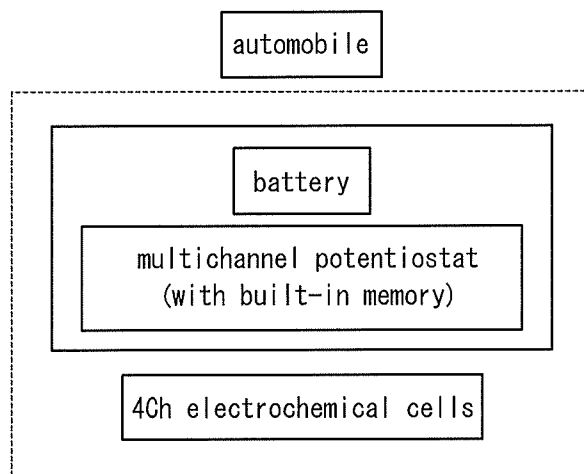 automobile
battery
multichannel potentiostat
(with built-in memory)
4Ch electrochemical cells